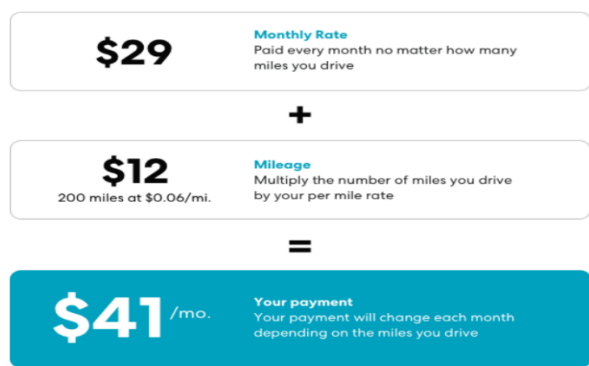 $29
Monthly Rate
Paid every month no matter how many
miles you drive
+
$12
200 miles at $0.06/mi.
Mileage
Multiply the number of miles you drive
by your per mile rate
=
$41 /mo.
Your payment
Your payment will change each month
depending on the miles you drive